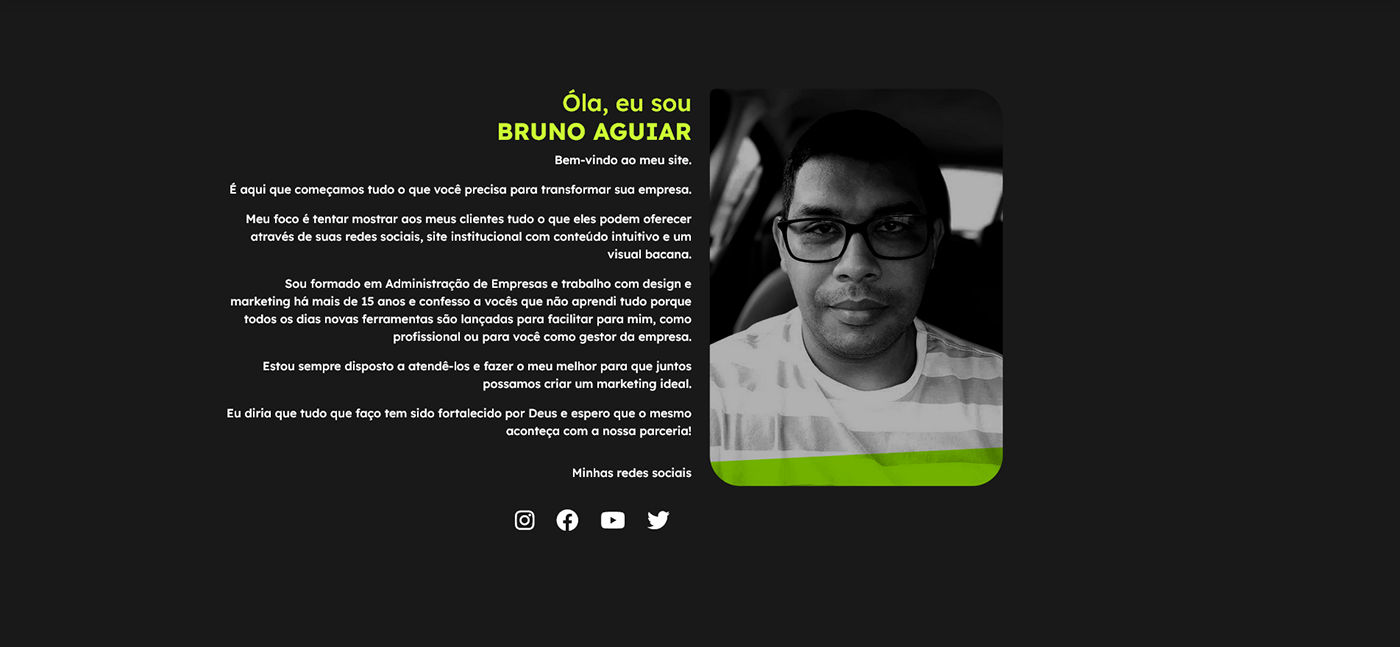 Óla, eu sou
BRUNO AGUIAR
Bem-vindo ao meu site.
É aqui que começamos tudo o que você precisa para transformar sua empresa.
Meu foco é tentar mostrar aos meus clientes tudo o que eles podem oferecer
através de suas redes sociais, site institucional com conteúdo intuitivo e um
visual bacana.
Sou formado em Administração de Empresas e trabalho com design e
marketing há mais de 15 anos e confesso a vocês que não aprendi tudo porque
todos os dias novas ferramentas são lançadas para facilitar para mim, como
profissional ou para você como gestor da empresa.
Estou sempre disposto a atendê-los e fazer o meu melhor para que juntos
possamos criar um marketing ideal.
Eu diria que tudo que faço tem sido fortalecido por Deus e espero que o mesmo
aconteça com a nossa parceria!
Minhas redes sociais